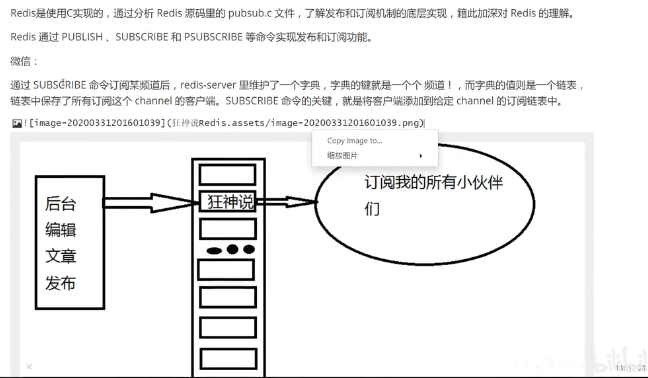 Redis是使用C实现的，通过分析 Redis 源码里的 pubsub.c 文件，了解发布和订阅机制的底层实现，籍此加深对 Redis 的理解。
Redis 通过 PUBLISH 、SUBSCRIBE 和 PSUBSCRIBE 等命令实现发布和订阅功能。
微信：
通过 SUBSCRIBE 命令订阅某频道后，redis-server 里维护了一个字典，字典的键就是一个个 频道！，而字典的值则是一个链表，
链表中保存了所有订阅这个 channel 的客户端。SUBSCRIBE 命令的关键，就是将客户端添加到给定 channel 的订阅链表中。
![image-20200331201601039](狂神说Redis.assets/image-20200331201601039.png)
Copy Image to...
缩放图片
后台
编辑
文章
发布
狂神说
订阅我的所有小伙伴
们